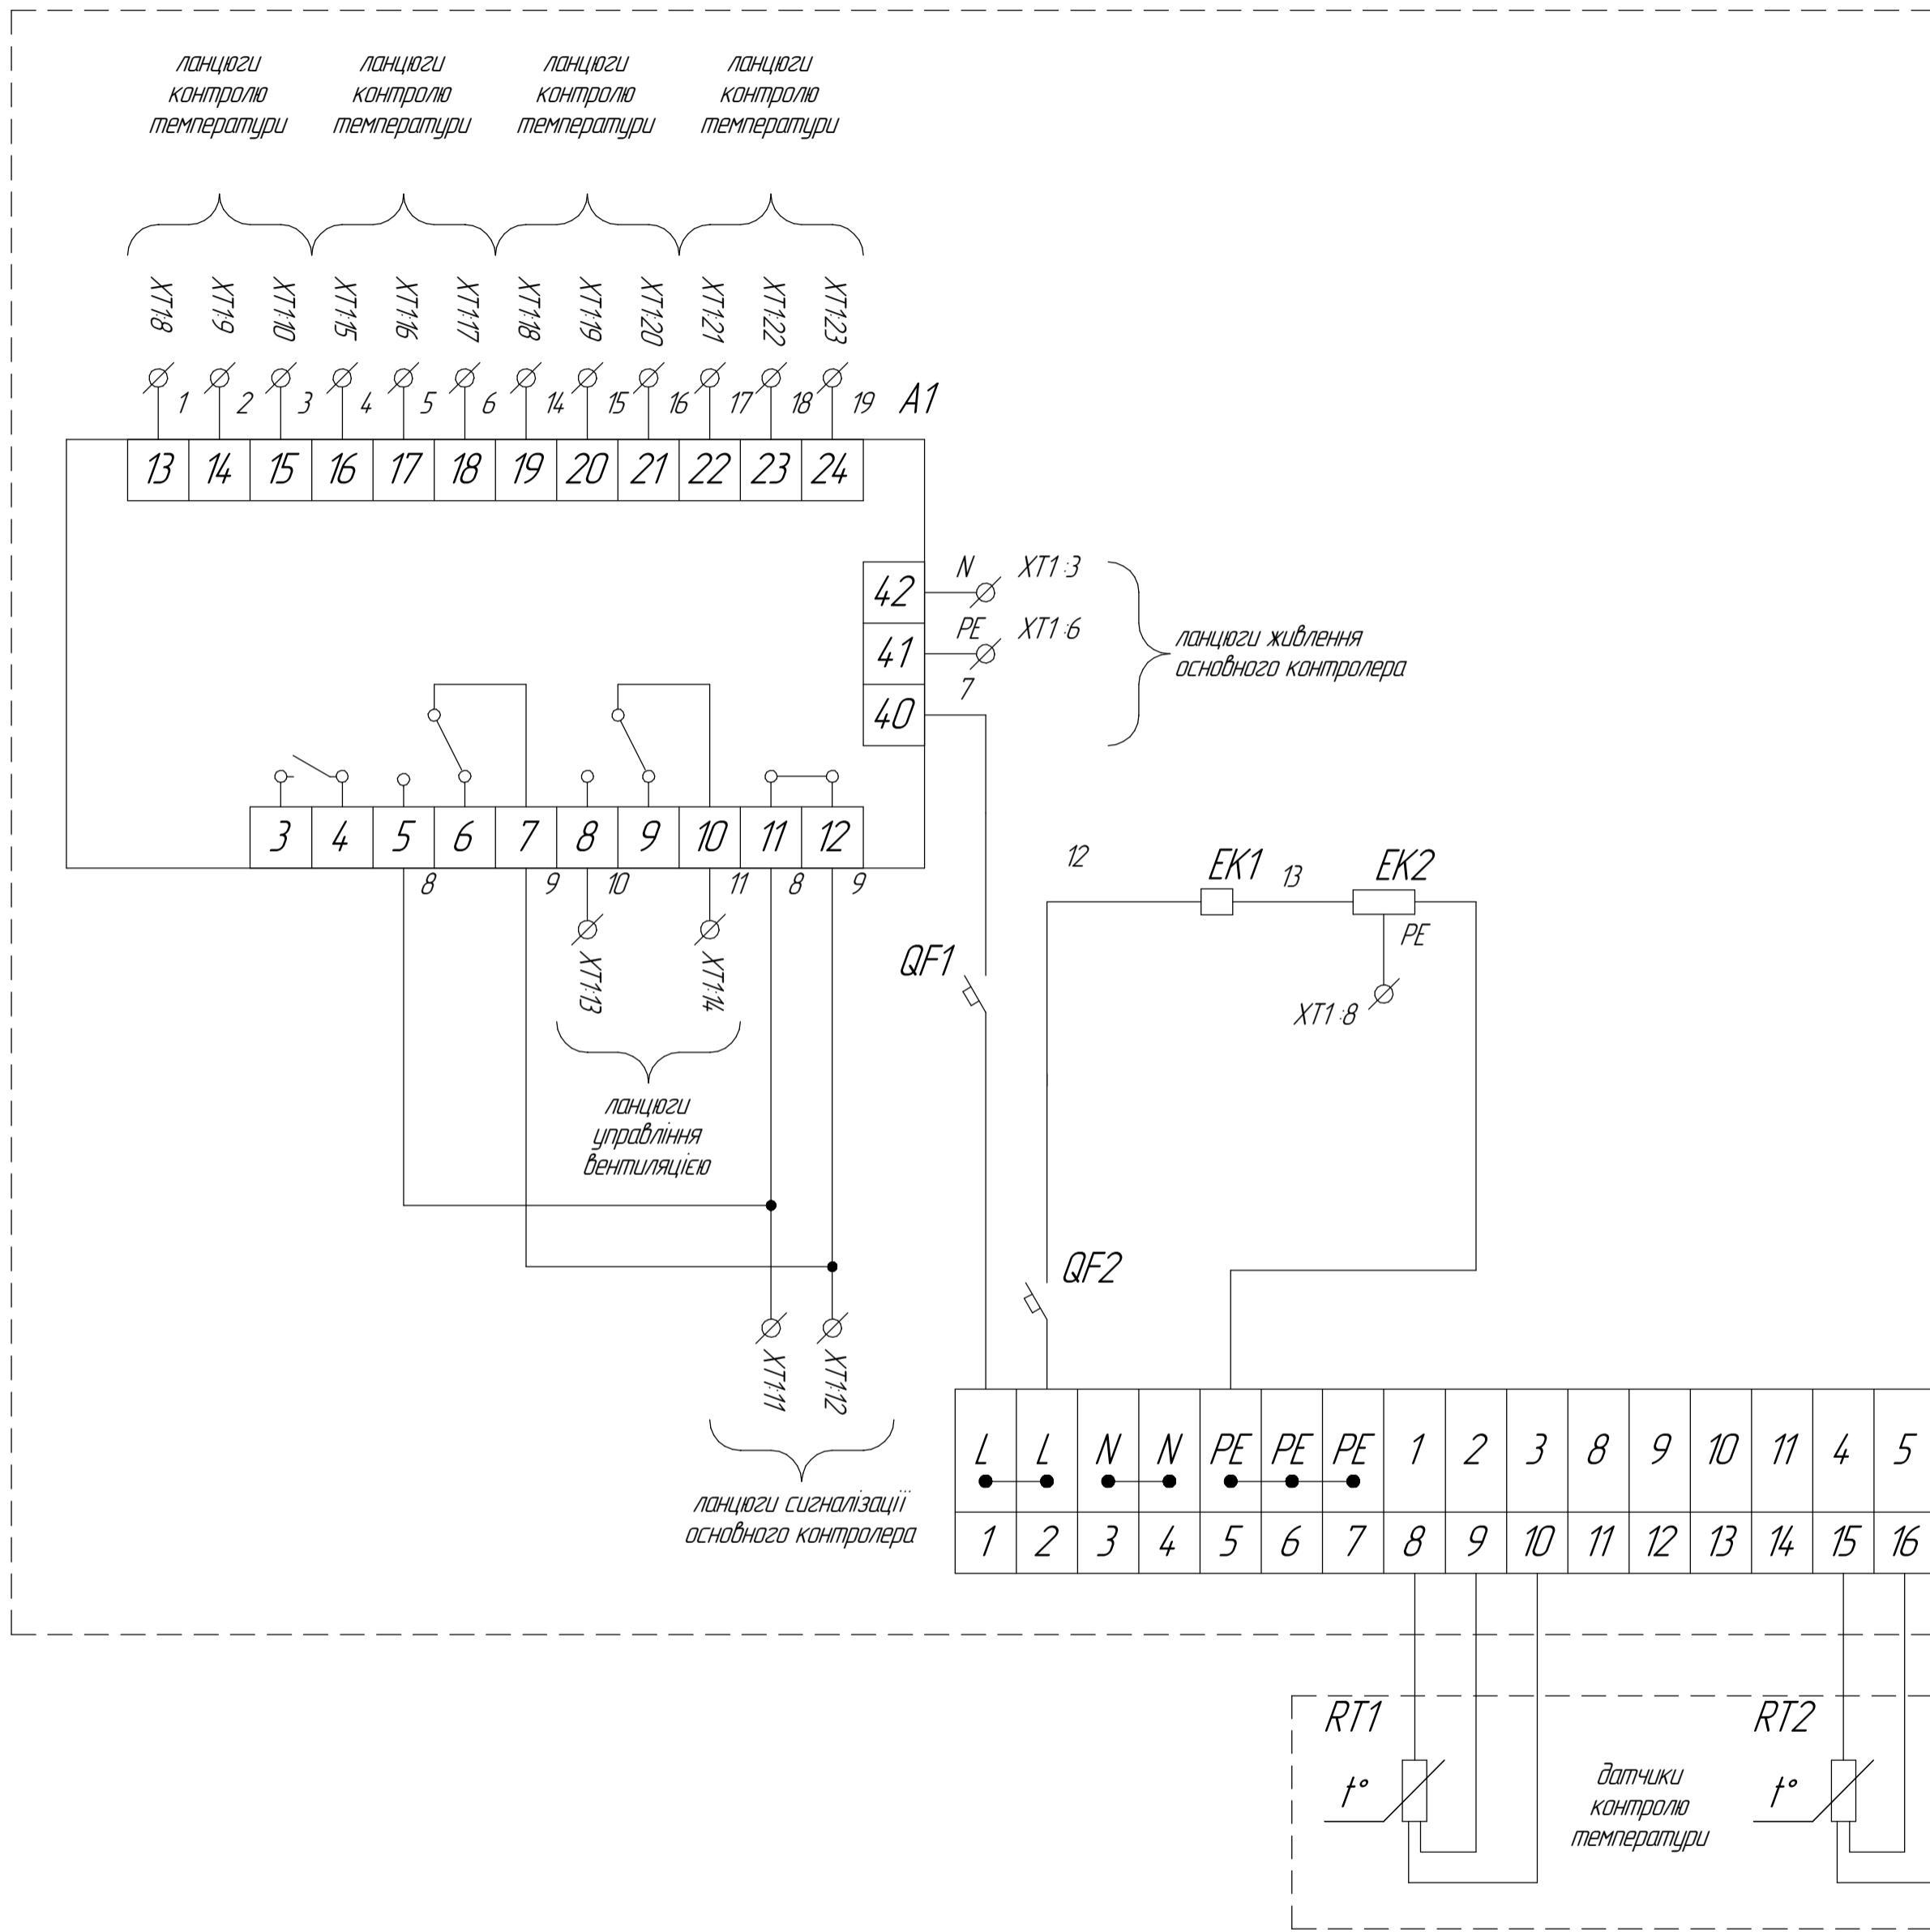 ланцюги
контролю
температури
ланцюги
контролю
температури
ланцюги
контролю
температури
ланцюги
контролю
температури
XT1:8 XT1:9 XT1:10 XT1:15 XT1:16 XT1:17 XT1:18 XT1:19 XT1:20 XT1:21 XT1:22 XT1:23
1 2 3 4 5 6 14 15 16 17 18 19 A1
13 14 15 16 17 18 19 20 21 22 23 24
42 N XT1:3
41 PE XT1:6
40 7
ланцюги живлення
основного контролера
3 4 5 6 7 8 9 10 11 12
8 9 10 11 8 9
XT1:13 XT1:14
ланцюги
управління
вентиляцією
12 EK1 13 EK2
PE
XT1:8
QF1
QF2
XT1:11 XT1:12
ланцюги сигналізації
основного контролера
L L N N PE PE PE 1 2 3 8 9 10 11 4 5
1 2 3 4 5 6 7 8 9 10 11 12 13 14 15 16
RT1 RT2
t° t°
датчики
контролю
температури